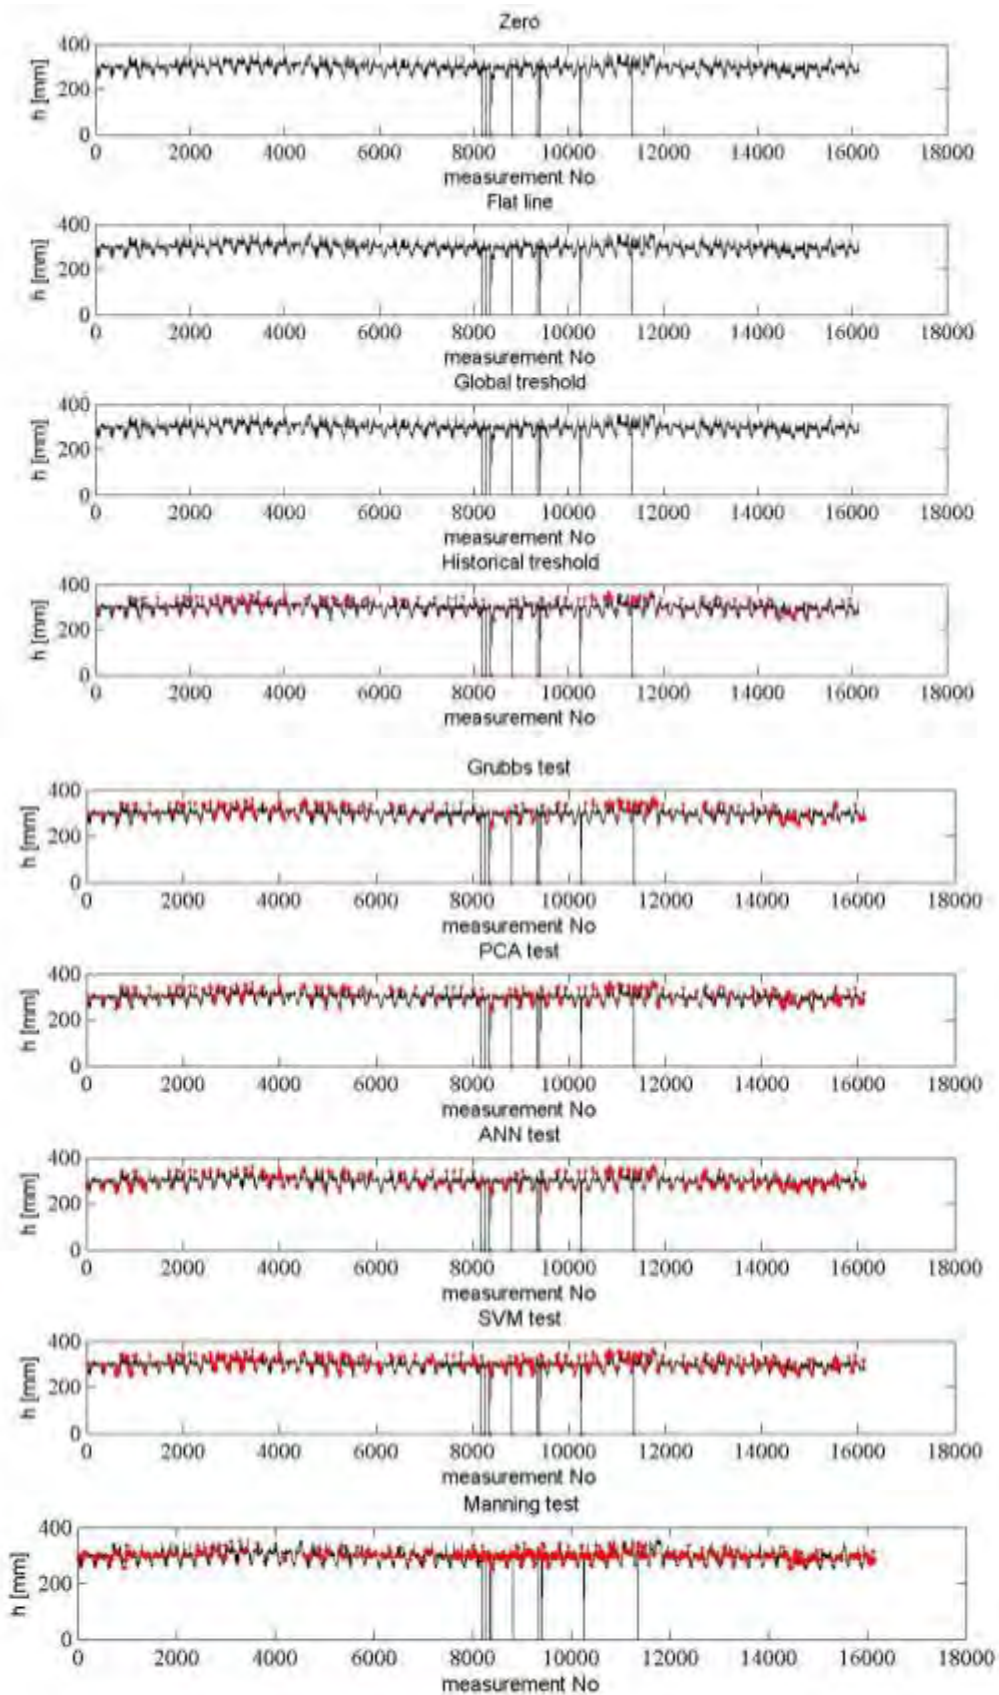 Zero
400
200
0
h [mm]
0 2000 4000 6000 8000 10000 12000 14000 16000 18000
measurement No
Flat line
400
200
0
h [mm]
0 2000 4000 6000 8000 10000 12000 14000 16000 18000
measurement No
Global treshold
400
200
0
h [mm]
0 2000 4000 6000 8000 10000 12000 14000 16000 18000
measurement No
Historical treshold
400
200
0
h [mm]
0 2000 4000 6000 8000 10000 12000 14000 16000 18000
measurement No
Grubbs test
400
200
0
h [mm]
0 2000 4000 6000 8000 10000 12000 14000 16000 18000
measurement No
PCA test
400
200
0
h [mm]
0 2000 4000 6000 8000 10000 12000 14000 16000 18000
measurement No
ANN test
400
200
0
h [mm]
0 2000 4000 6000 8000 10000 12000 14000 16000 18000
measurement No
SVM test
400
200
0
h [mm]
0 2000 4000 6000 8000 10000 12000 14000 16000 18000
measurement No
Manning test
400
200
0
h [mm]
0 2000 4000 6000 8000 10000 12000 14000 16000 18000
measurement No